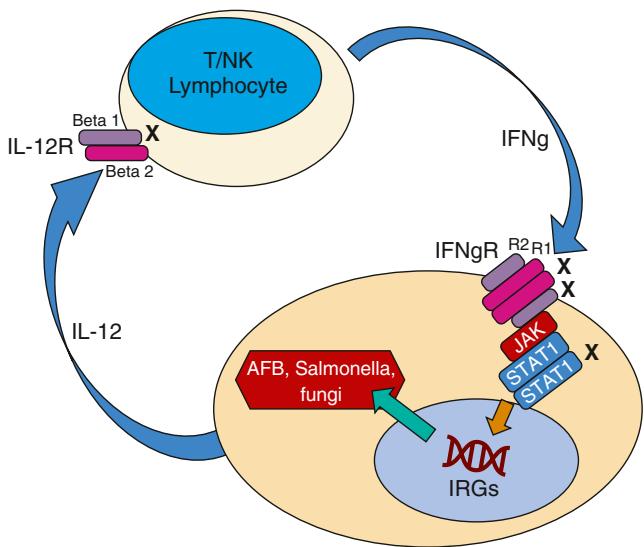 T/NK
Lymphocyte
Beta 1
X
IL-12R
Beta 2
IFNg
IFNgR
R2
R1
X
X
JAK
STAT1
STAT1
X
IL-12
AFB, Salmonella,
fungi
IRGs